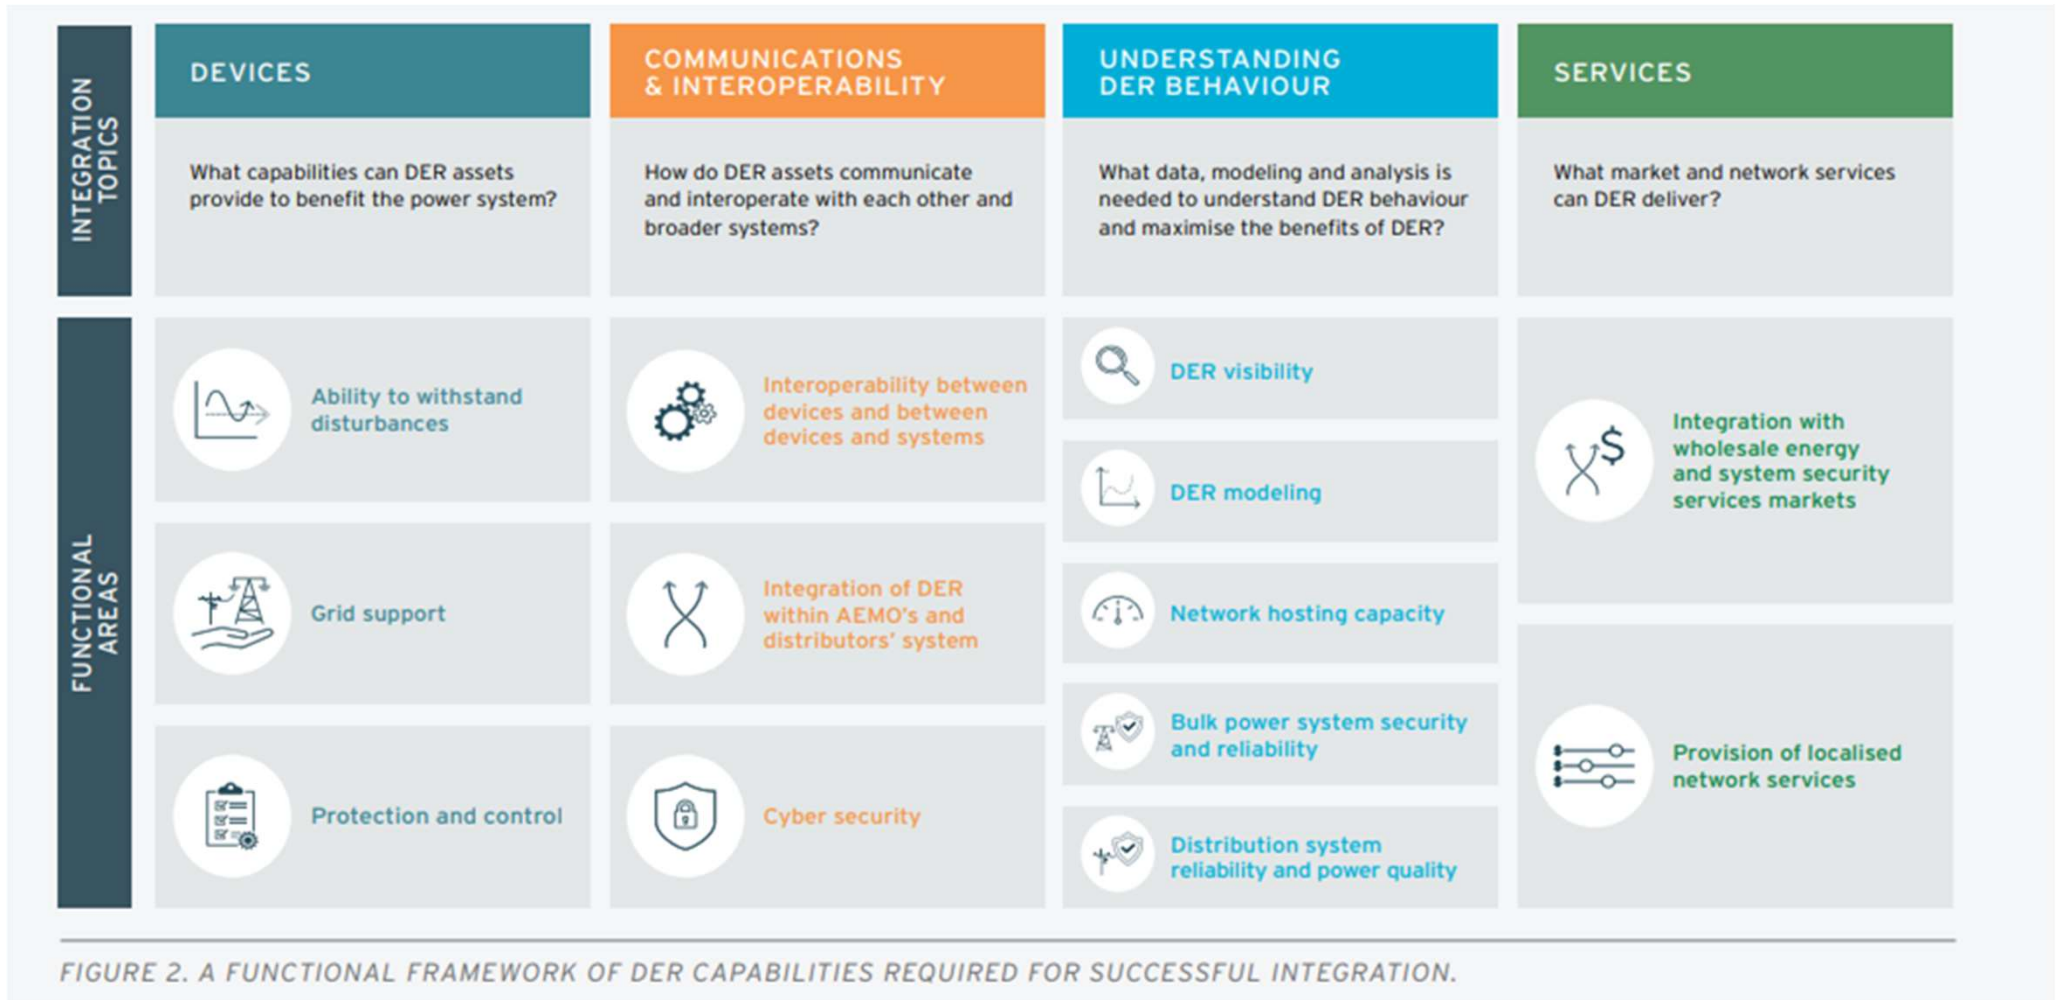 INTEGRATION
TOPICS
DEVICES
What capabilities can DER assets
provide to benefit the power system?
COMMUNICATIONS
& INTEROPERABILITY
How do DER assets communicate
and interoperate with each other and
broader systems?
UNDERSTANDING
DER BEHAVIOUR
What data, modeling and analysis is
needed to understand DER behaviour
and maximise the benefits of DER?
SERVICES
What market and network services
can DER deliver?
FUNCTIONAL
AREAS
Ability to withstand
disturbances
Grid support
Protection and control
Interoperability between
devices and between
devices and systems
Integration of DER
within AEMO's and
distributors' system
Cyber security
DER visibility
DER modeling
Network hosting capacity
Bulk power system security
and reliability
Distribution system
reliability and power quality
$
Integration with
wholesale energy
and system security
services markets
Provision of localised
network services
FIGURE 2. A FUNCTIONAL FRAMEWORK OF DER CAPABILITIES REQUIRED FOR SUCCESSFUL INTEGRATION.